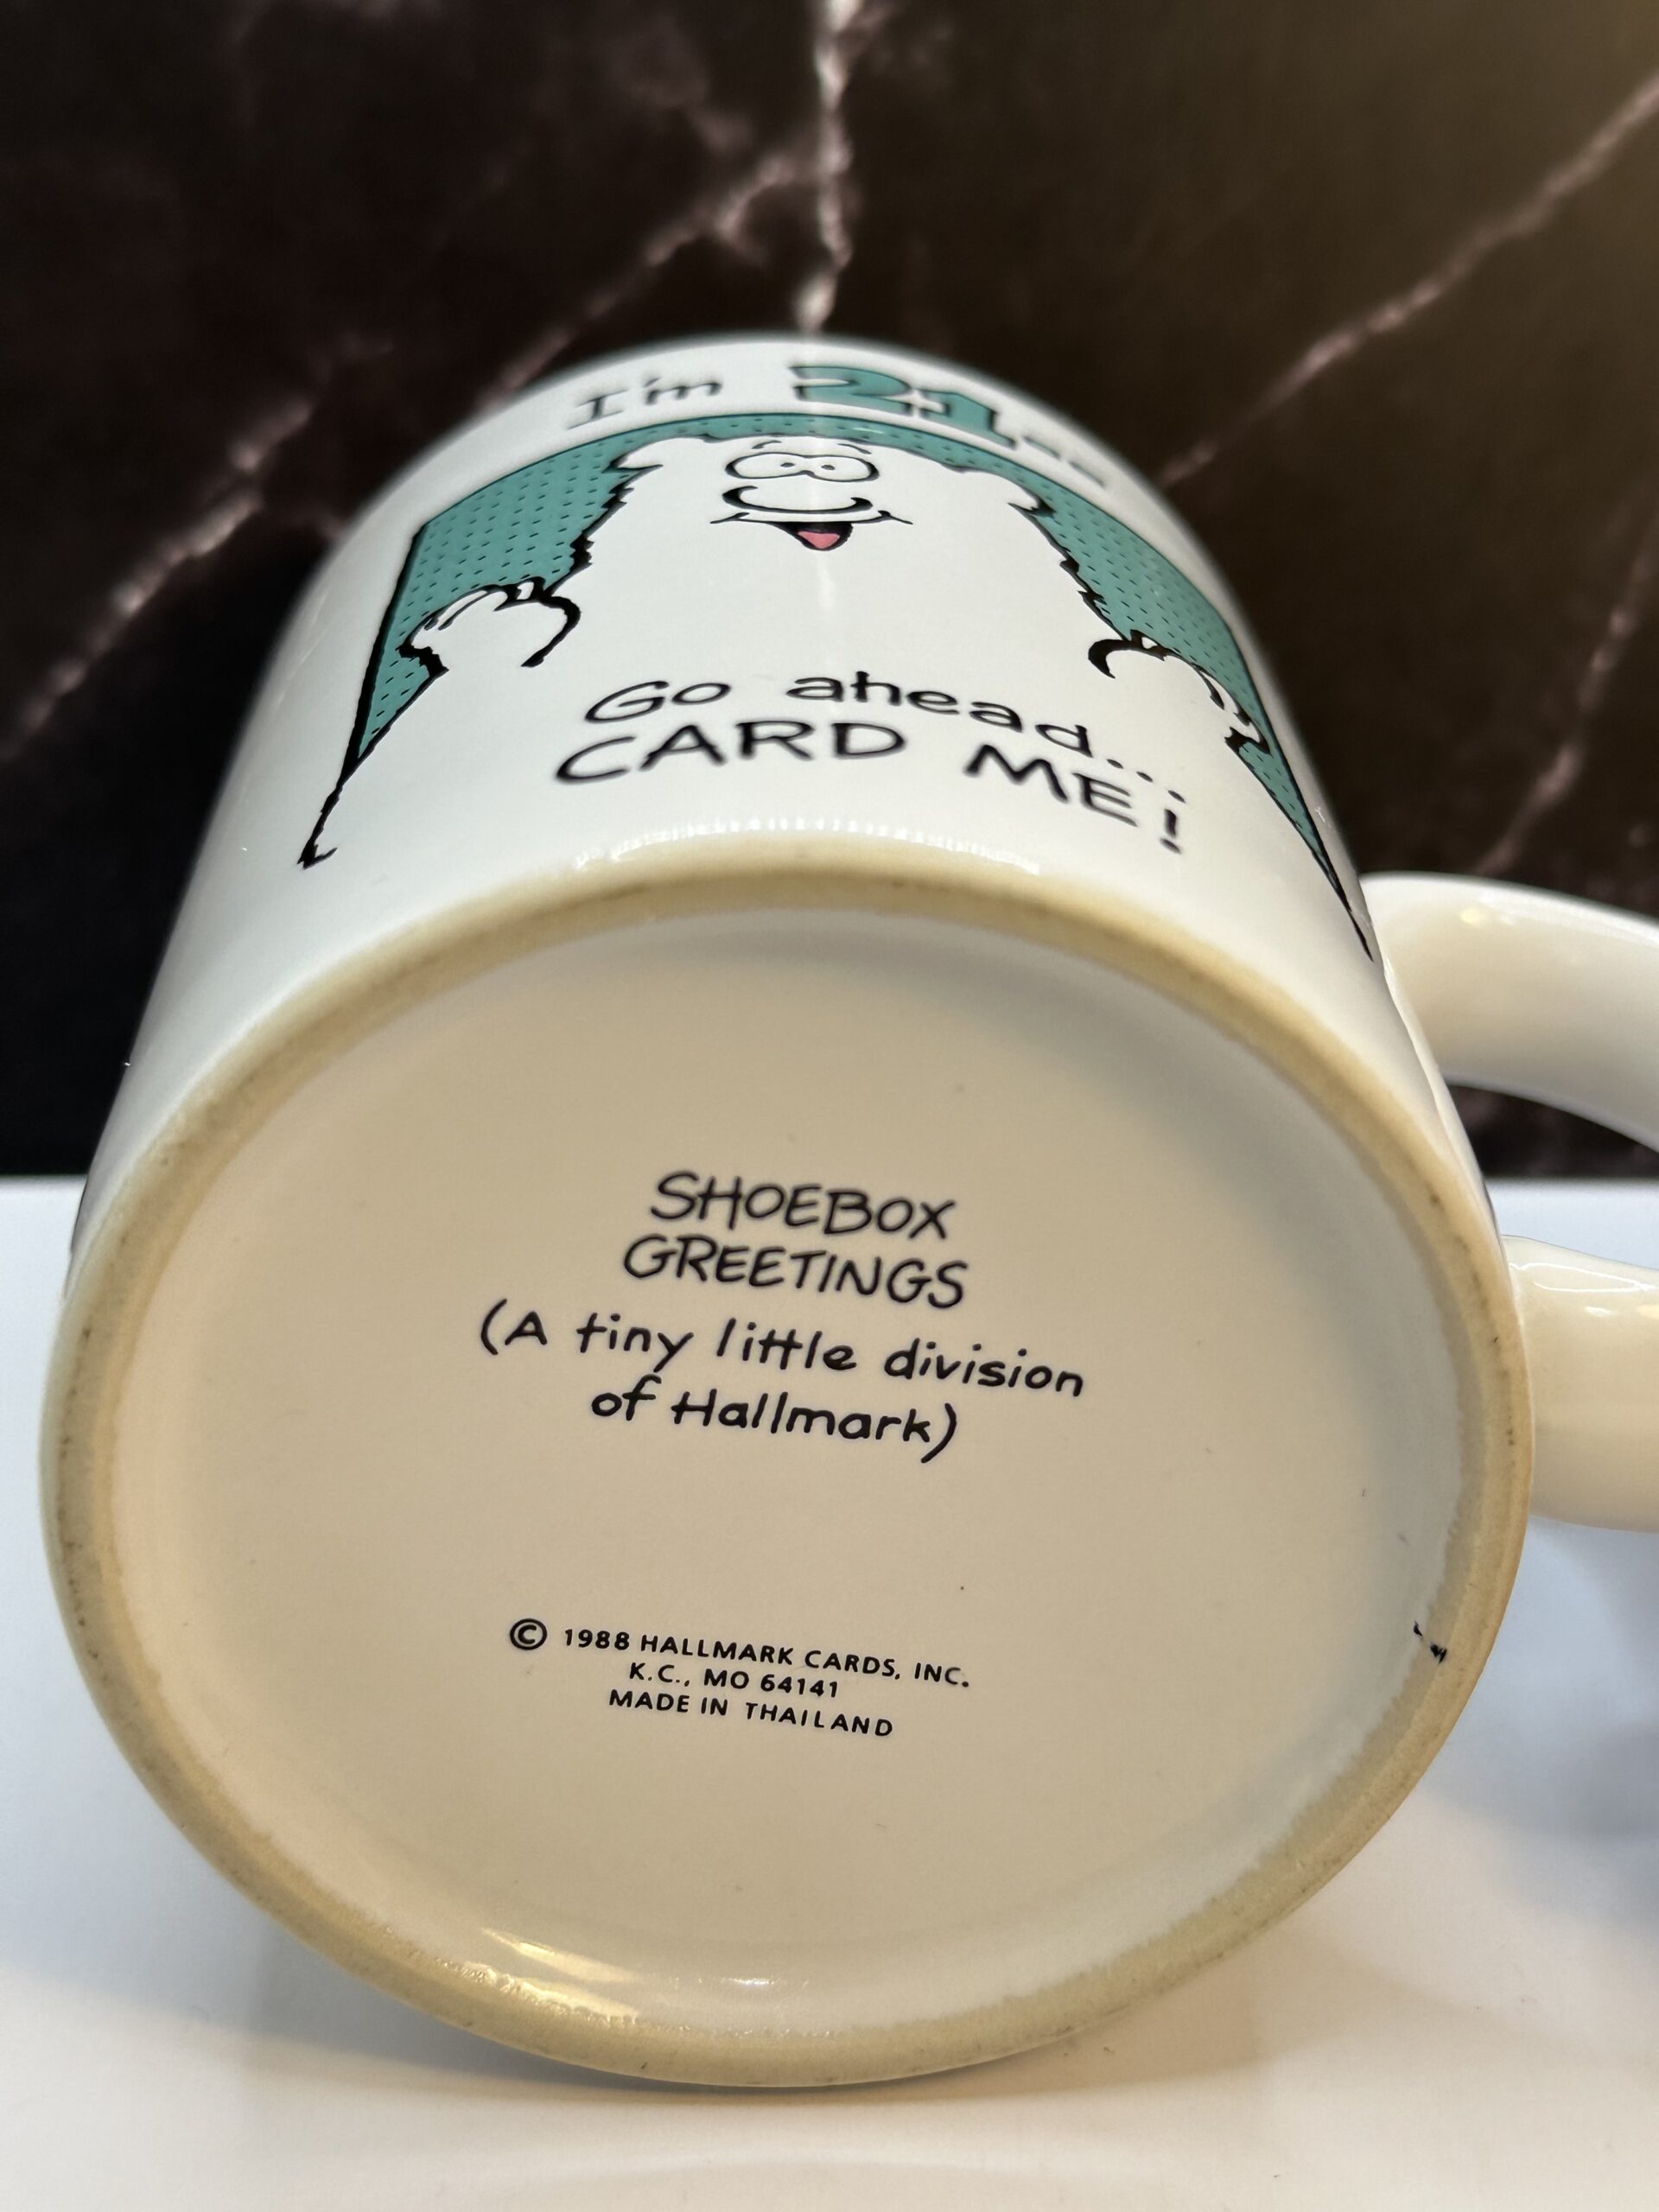 I'm 21--
Go ahead...
CARD ME!
SHOEBOX
GREETINGS
(A tiny little division
of Hallmark)
© 1988 HALLMARK CARDS, INC.
K.C., MO 64141
MADE IN THAILAND